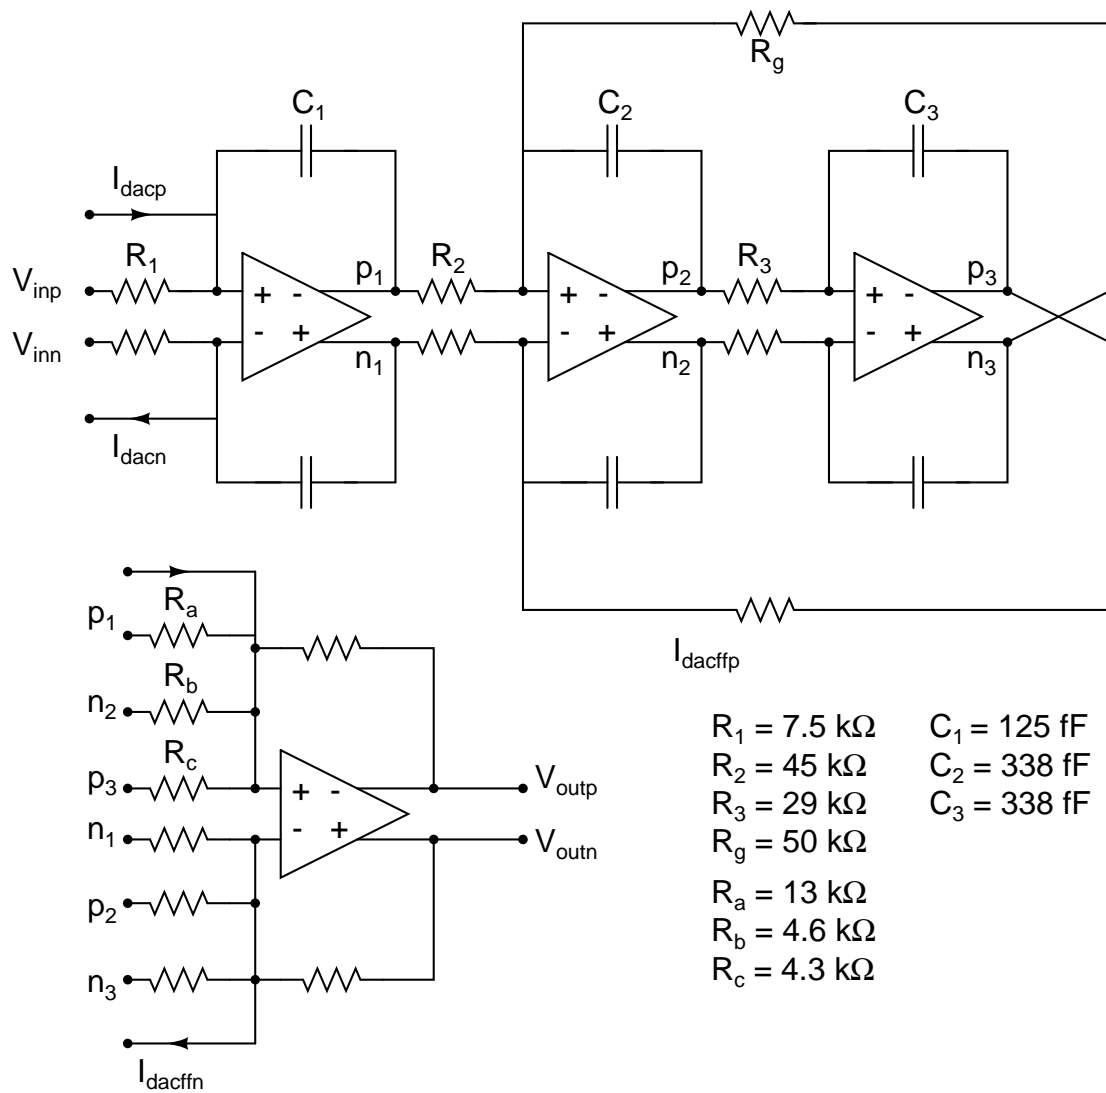 R_g
C_1
C_2
C_3
I_dacp
R_1
p_1
R_2
p_2
R_3
p_3
V_inp
+ -
+ -
+ -
V_inn
- +
- +
- +
n_1
n_2
n_3
I_dacn
p_1
R_a
I_dacffp
n_2
R_b
R_1 = 7.5 kΩ
C_1 = 125 fF
R_2 = 45 kΩ
C_2 = 338 fF
p_3
R_c
+ -
V_outp
R_3 = 29 kΩ
C_3 = 338 fF
n_1
- +
V_outn
R_g = 50 kΩ
p_2
R_a = 13 kΩ
R_b = 4.6 kΩ
n_3
R_c = 4.3 kΩ
I_dacffn